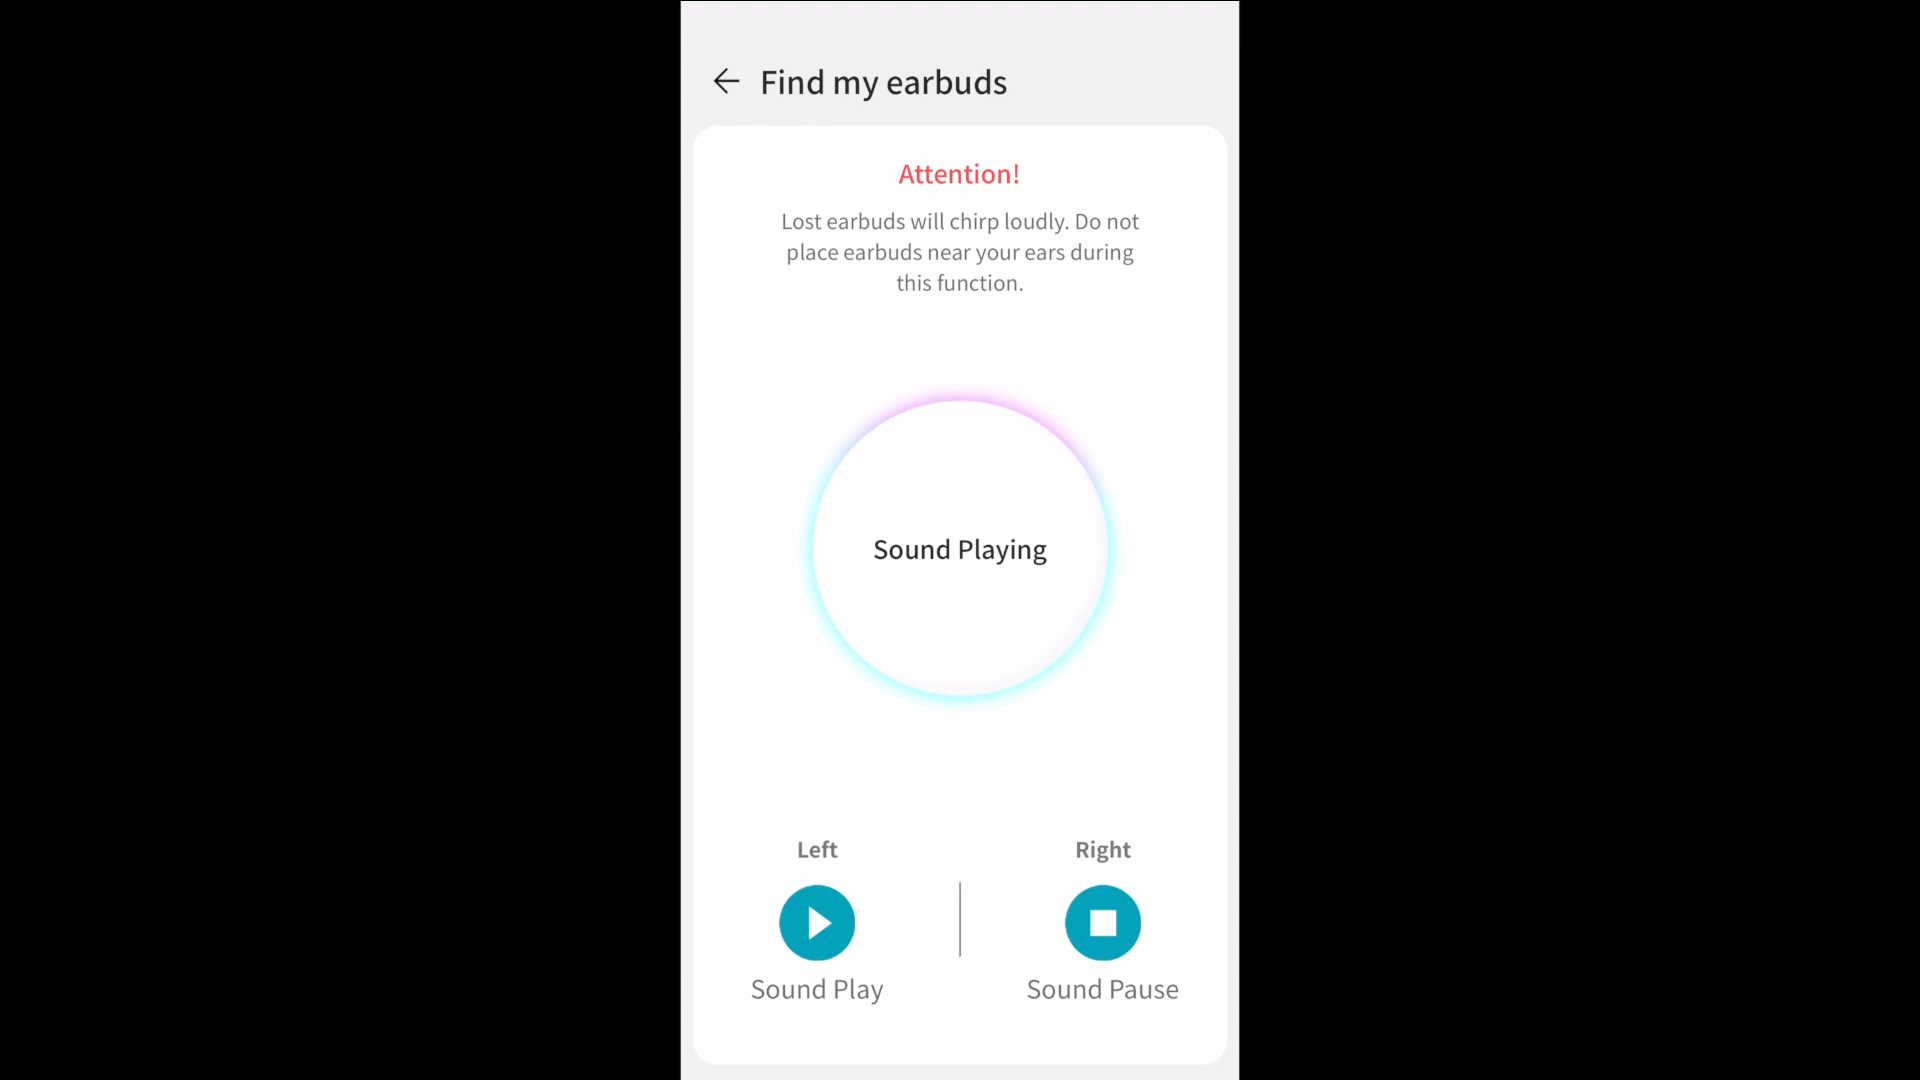 Find my earbuds
Attention!
Lost earbuds will chirp loudly. Do not
place earbuds near your ears during
this function.
Sound Playing
Left
Right
Sound Play
Sound Pause